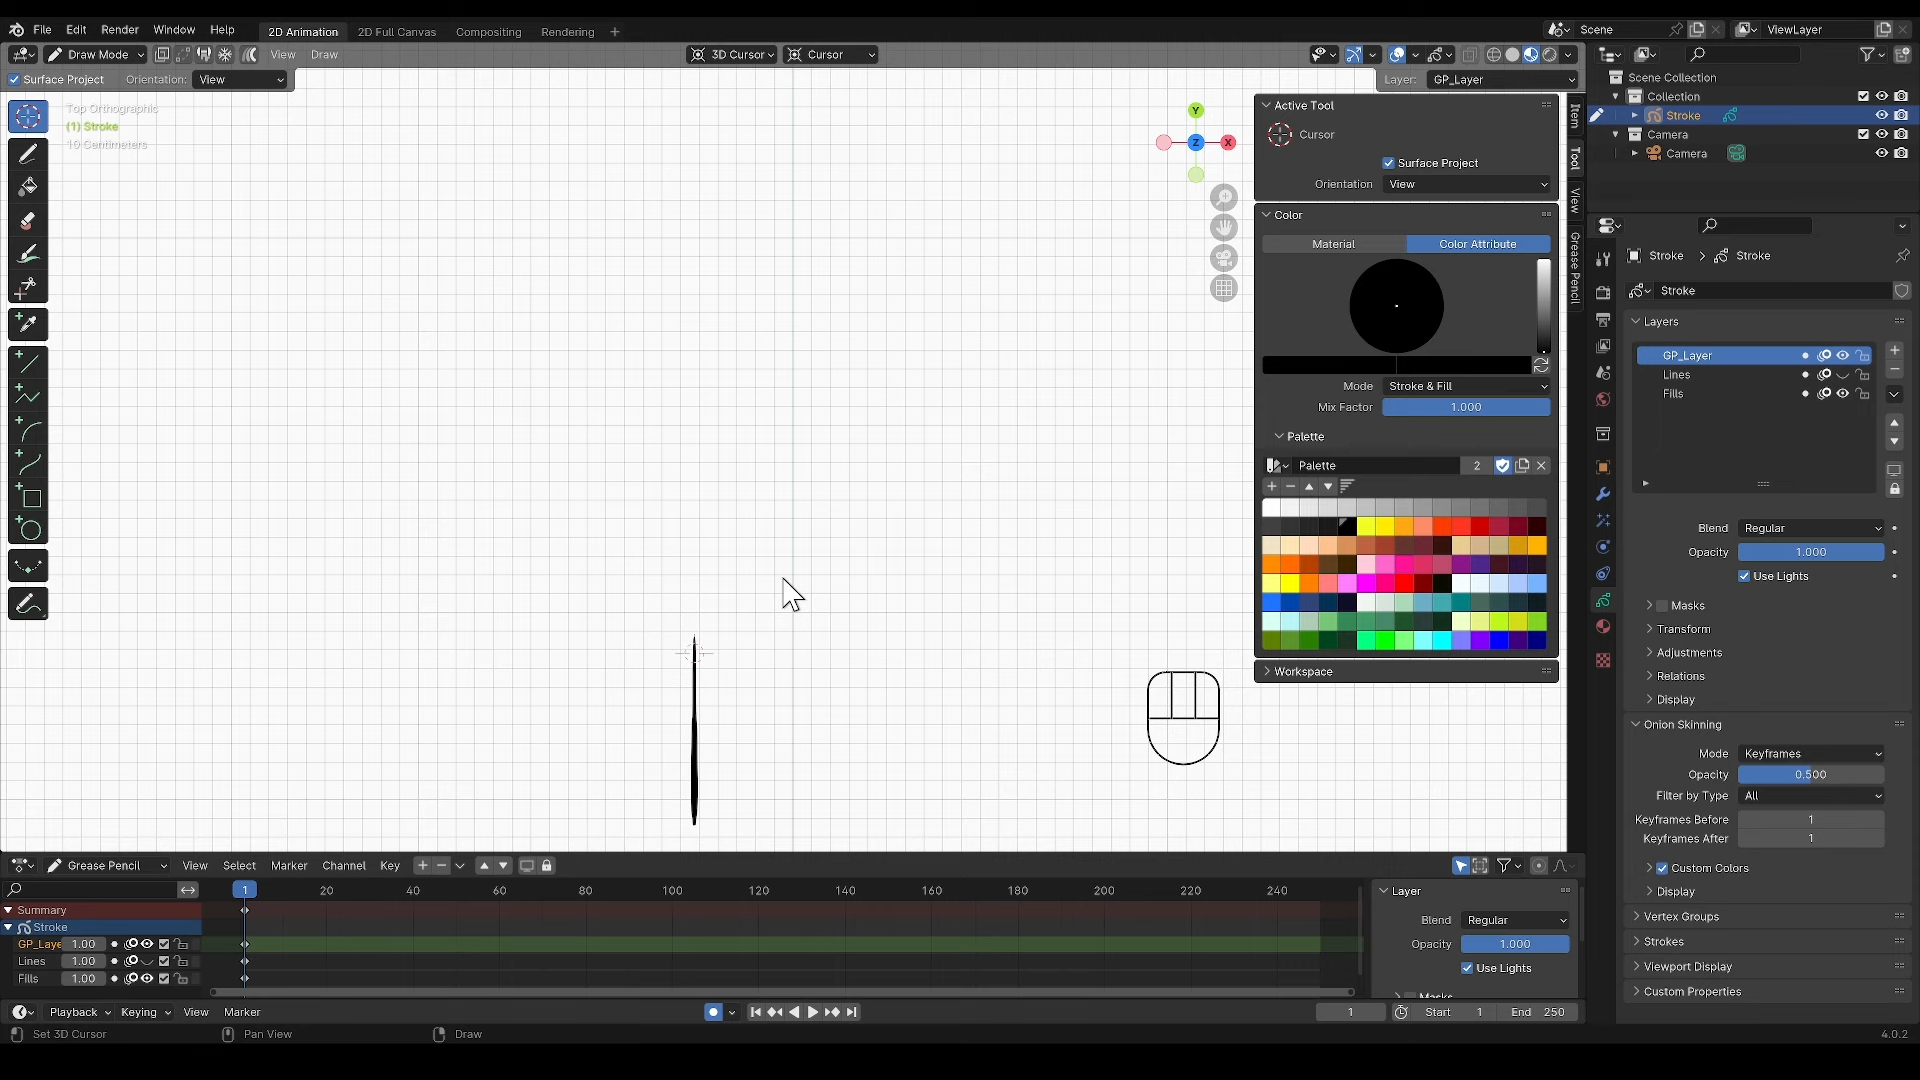 File Edit Render Window Help 2D Animation 2D Full Canvas Compositing Rendering + Scene ViewLayer
Draw Mode View Draw 3D Cursor Cursor
Surface Project Orientation: View Layer: GP_Layer
Top Orthographic
(1) Stroke
10 Centimeters
Y
Z
X
Active Tool
Cursor
Surface Project
Orientation View
Color
Material Color Attribute
Mode Stroke & Fill
Mix Factor 1.000
Palette
Palette 2
Workspace
Item
Tool
View
Grease Pencil
Scene Collection
Collection
Stroke
Camera
Camera
Stroke > Stroke
Stroke
Layers
GP_Layer
Lines
Fills
Blend Regular
Opacity 1.000
Use Lights
Masks
Transform
Adjustments
Relations
Display
Onion Skinning
Mode Keyframes
Opacity 0.500
Filter by Type All
Keyframes Before 1
Keyframes After 1
Custom Colors
Display
Vertex Groups
Strokes
Viewport Display
Custom Properties
Grease Pencil View Select Marker Channel Key
1 20 40 60 80 100 120 140 160 180 200 220 240
Summary
Stroke
GP_Laye 1.00
Lines 1.00
Fills 1.00
Layer
Blend Regular
Opacity 1.000
Use Lights
Masks
Playback Keying View Marker 1 Start 1 End 250
Set 3D Cursor Pan View Draw 4.0.2